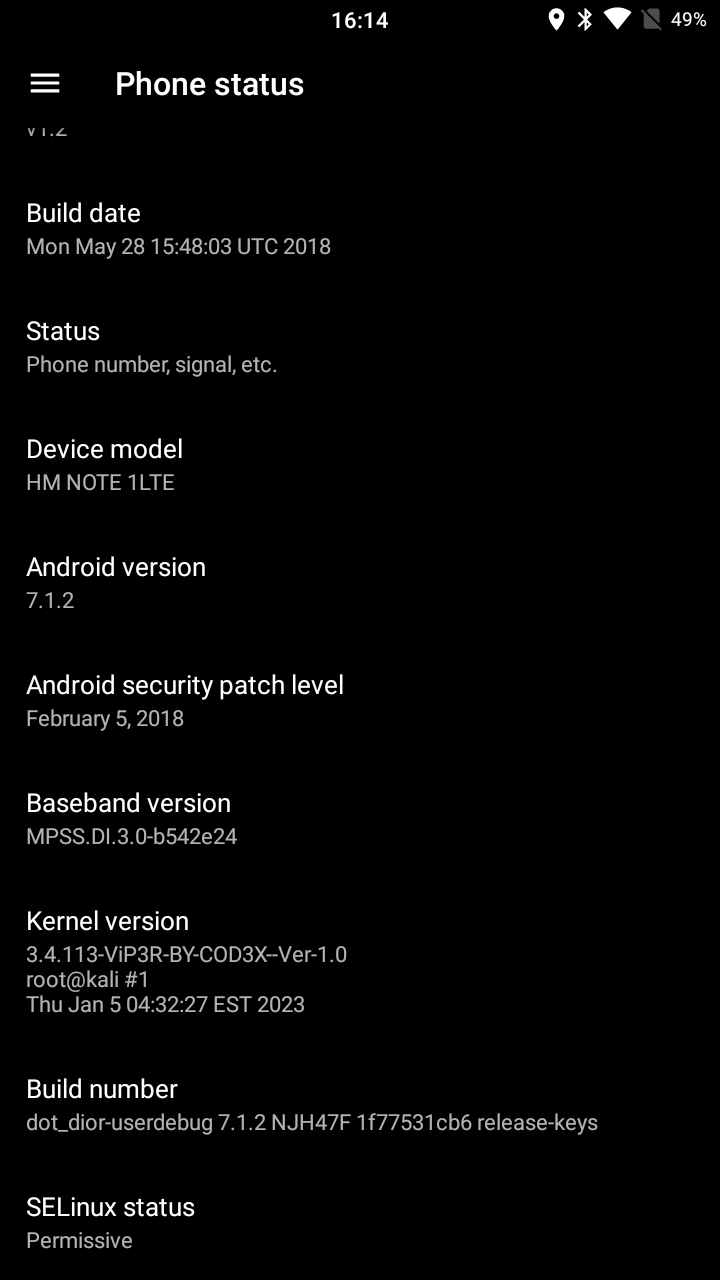 16:14
49%
Phone status
v1.2
Build date
Mon May 28 15:48:03 UTC 2018
Status
Phone number, signal, etc.
Device model
HM NOTE 1LTE
Android version
7.1.2
Android security patch level
February 5, 2018
Baseband version
MPSS.DI.3.0-b542e24
Kernel version
3.4.113-ViP3R-BY-COD3X--Ver-1.0
root@kali #1
Thu Jan 5 04:32:27 EST 2023
Build number
dot_dior-userdebug 7.1.2 NJH47F 1f77531cb6 release-keys
SELinux status
Permissive